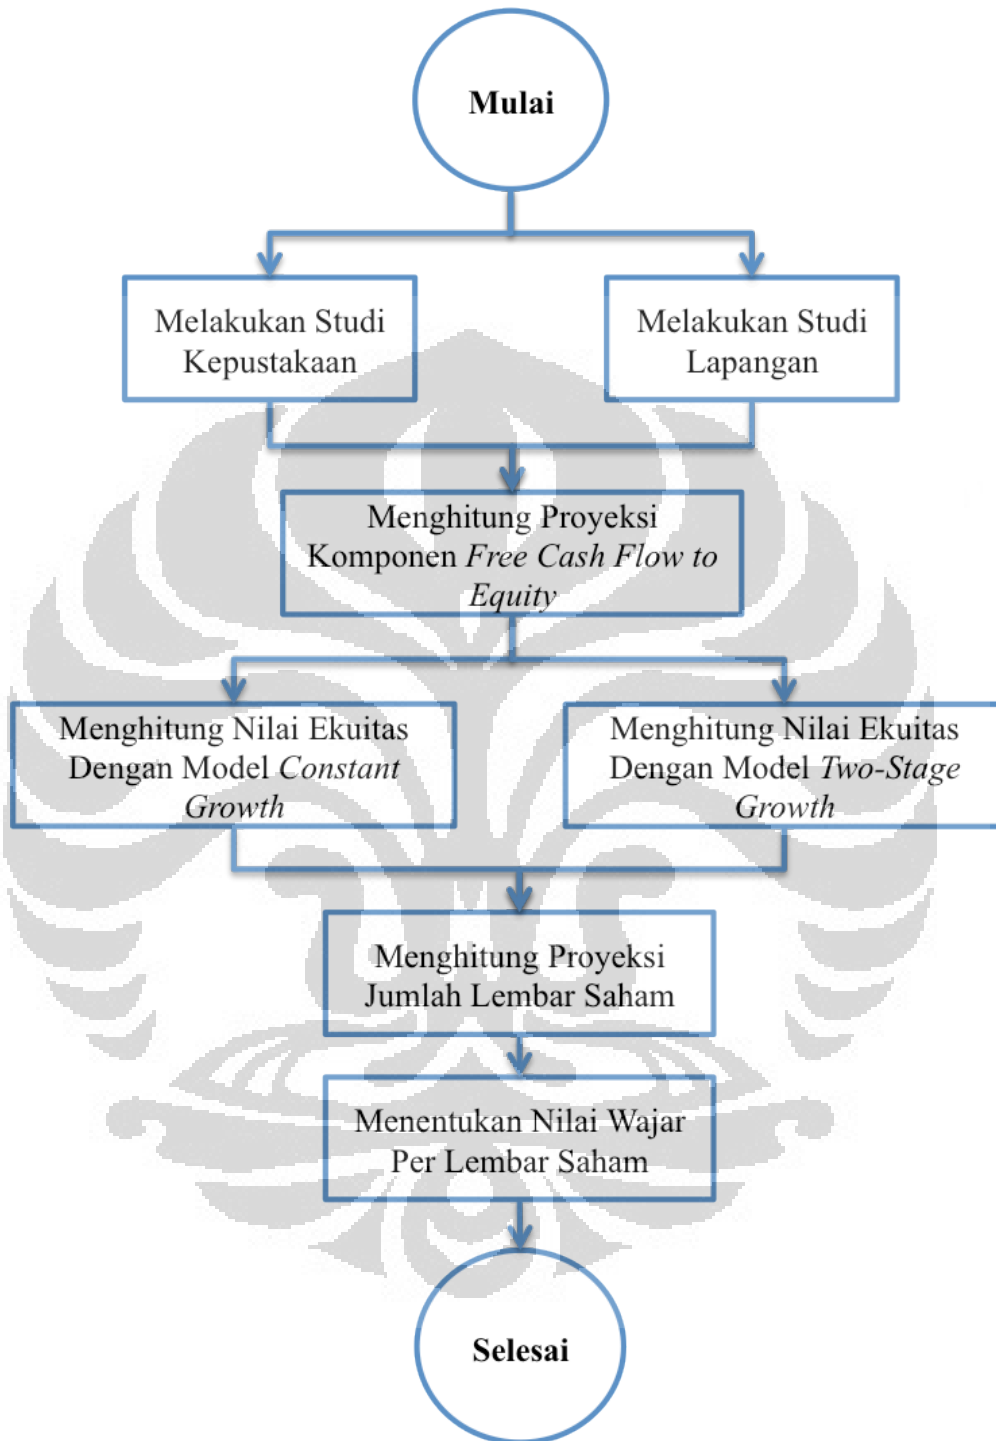 Mulai
Melakukan Studi
Kepustakaan
Melakukan Studi
Lapangan
Menghitung Proyeksi
Komponen Free Cash Flow to
Equity
Menghitung Nilai Ekuitas
Dengan Model Constant
Growth
Menghitung Nilai Ekuitas
Dengan Model Two-Stage
Growth
Menghitung Proyeksi
Jumlah Lembar Saham
Menentukan Nilai Wajar
Per Lembar Saham
Selesai